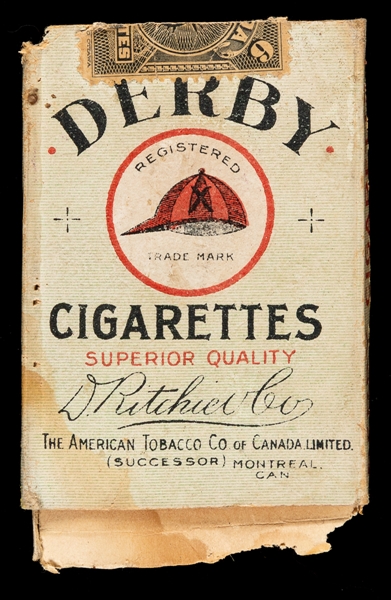 6
DERBY
REGISTERED
TRADE MARK
CIGARETTES
SUPERIOR QUALITY
D. Ritchie & Co
THE AMERICAN TOBACCO CO OF CANADA, LIMITED.
(SUCCESSOR) MONTREAL.
CAN